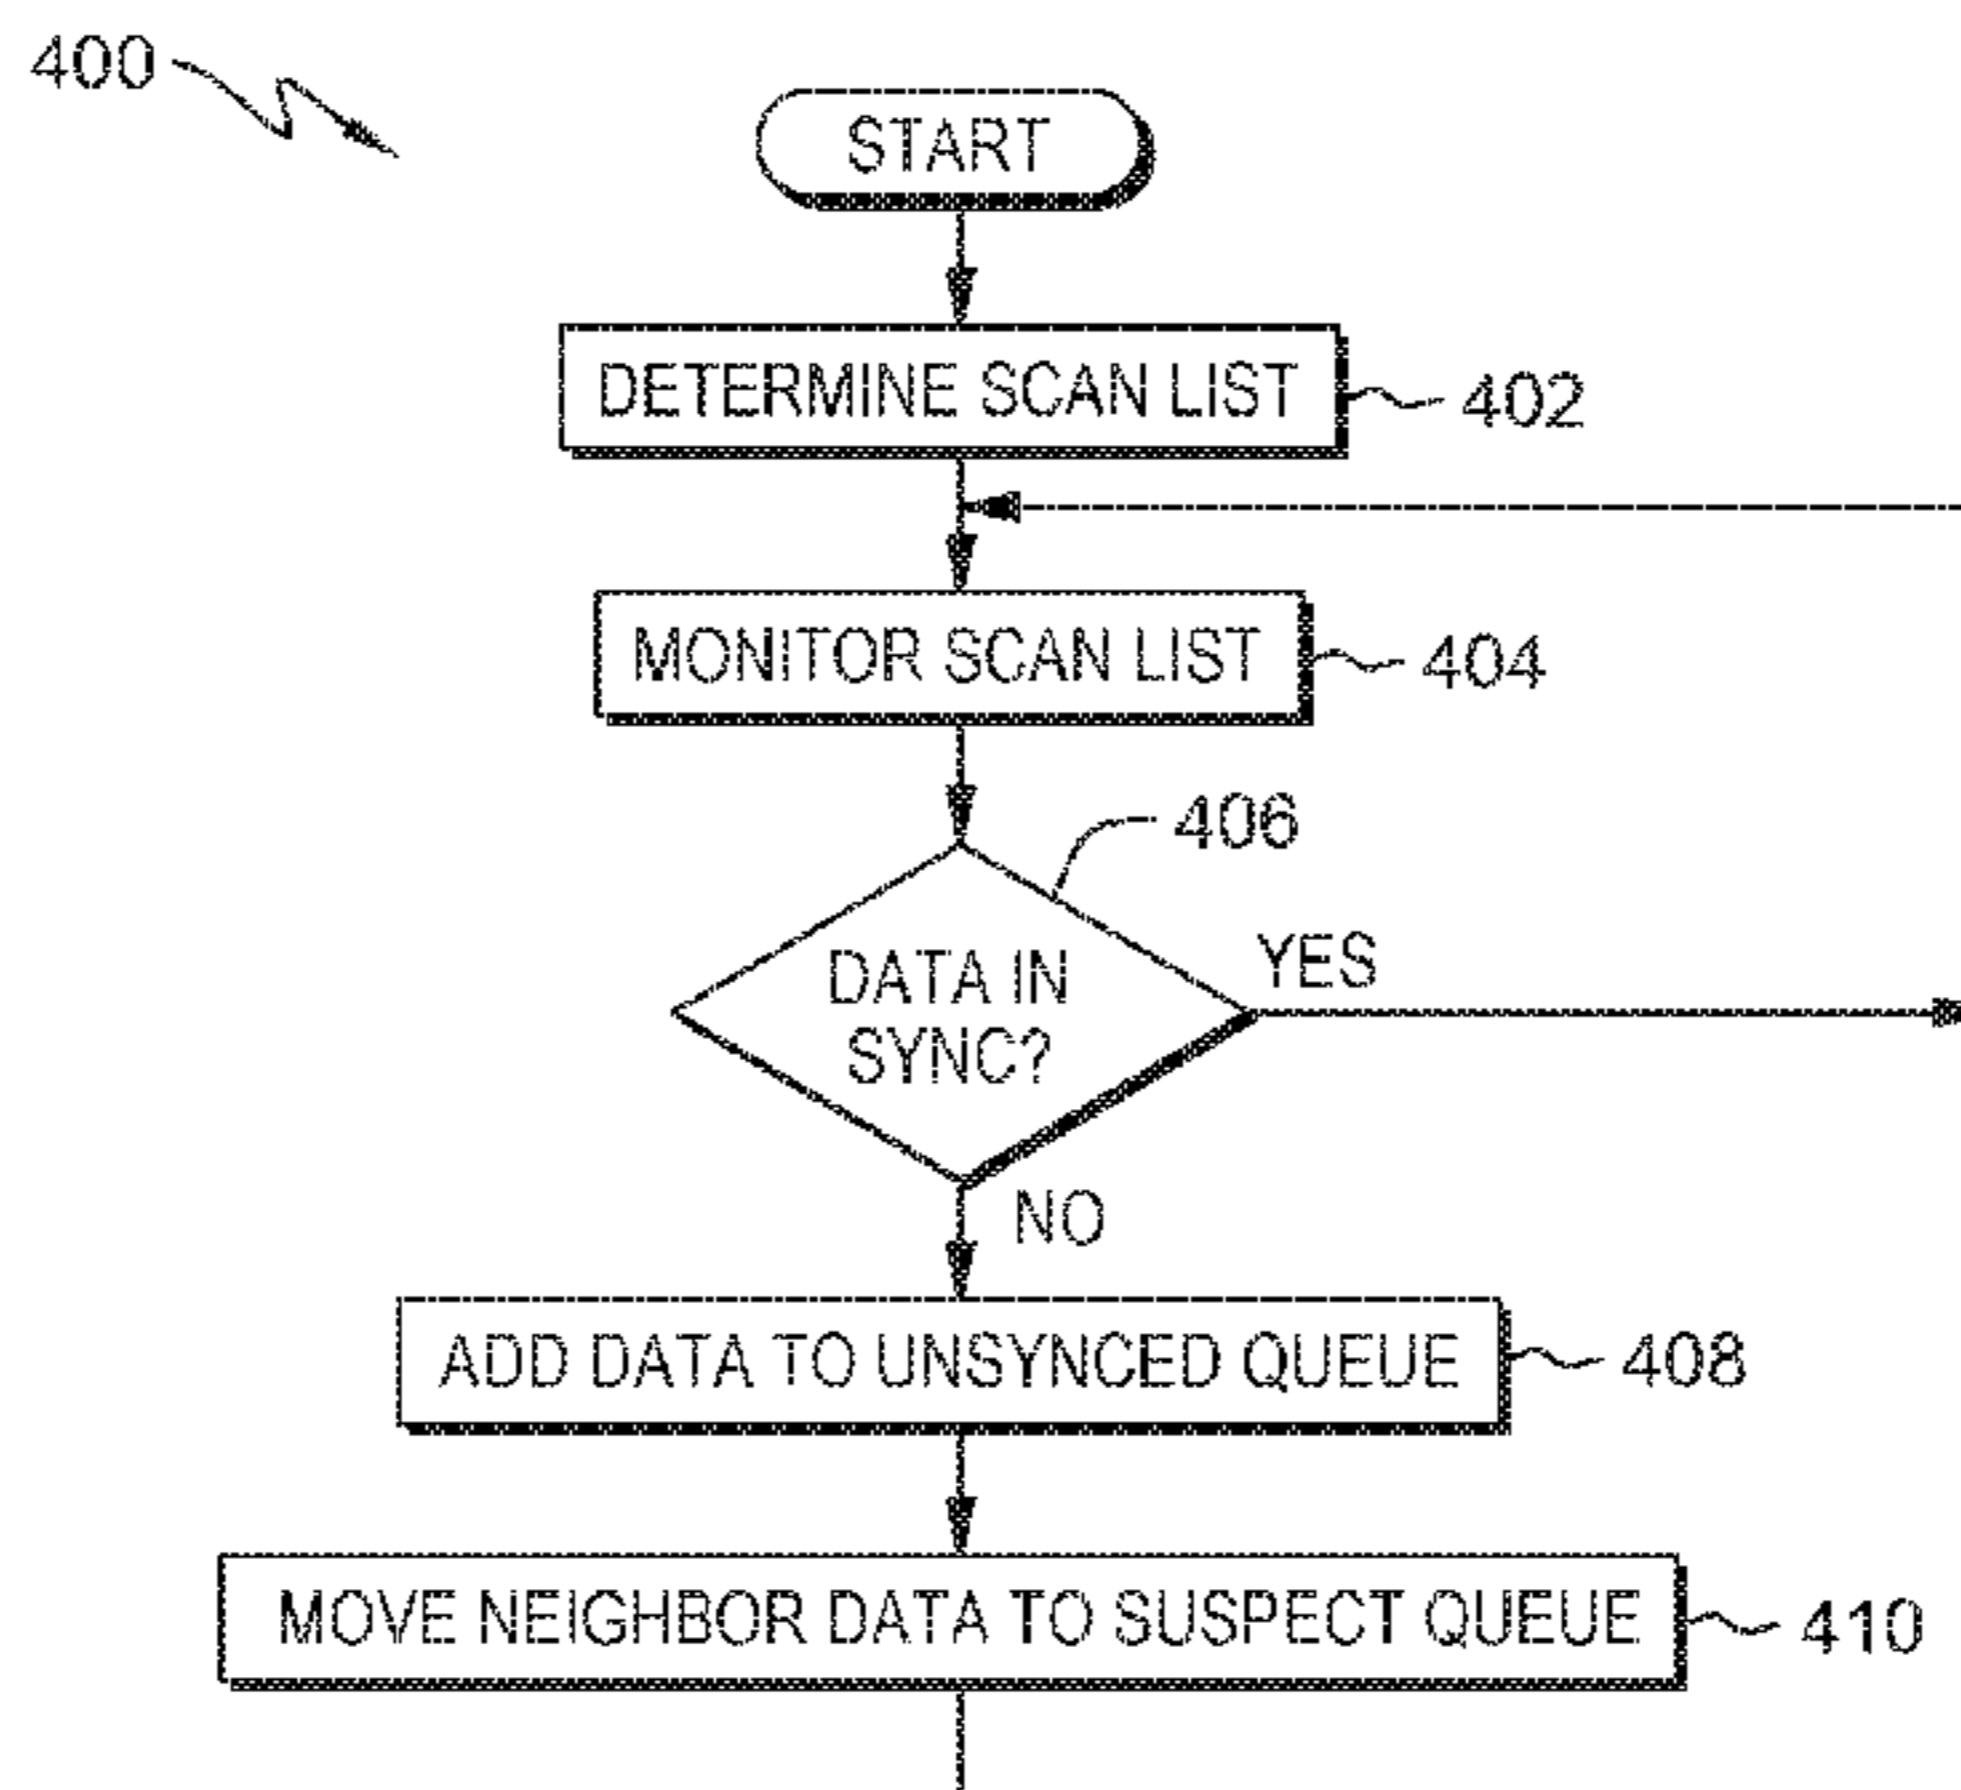 400
START
DETERMINE SCAN LIST
402
MONITOR SCAN LIST
404
406
DATA IN
SYNC?
YES
NO
ADD DATA TO UNSYNCED QUEUE
408
MOVE NEIGHBOR DATA TO SUSPECT QUEUE
410